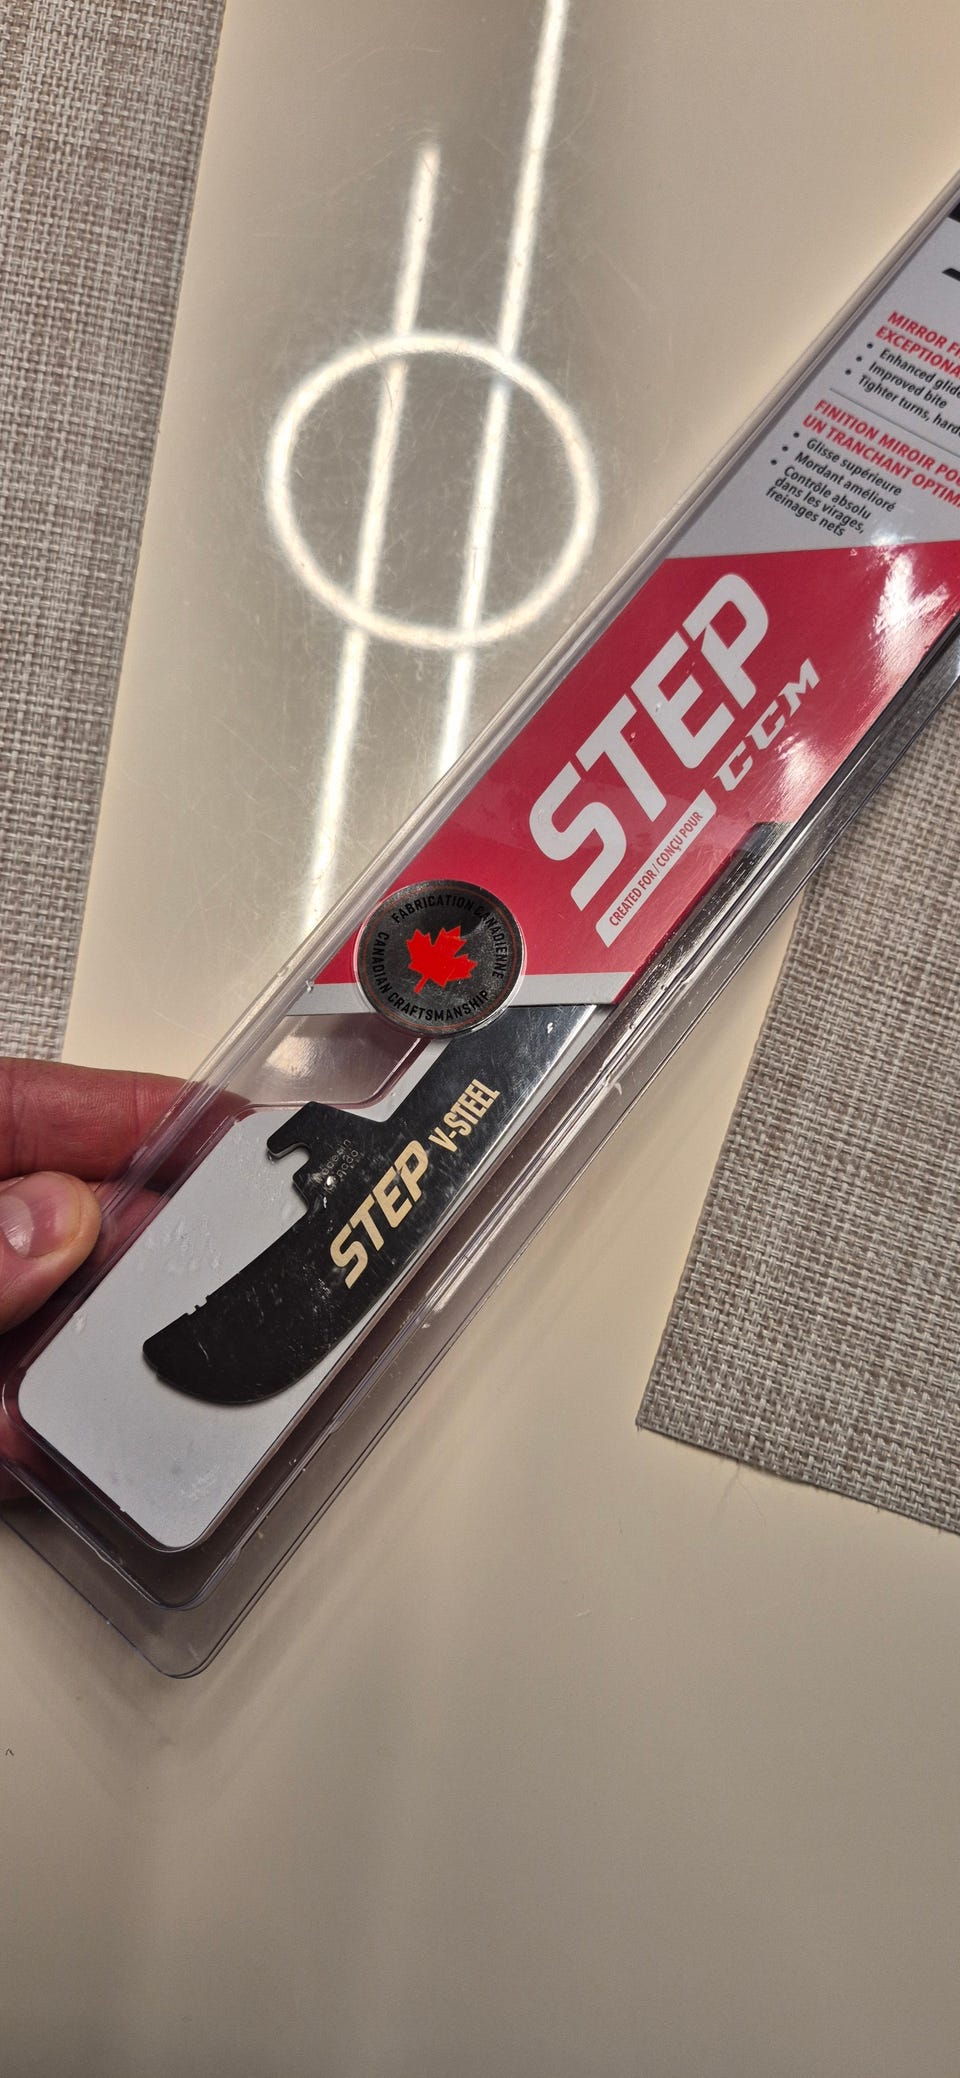 MIRROR
EXCEPTIONA
• Enhanced glid
• Improved bite
• Tighter turns, hard
FINITION MIROIR PO
UN TRANCHANT OPTIM
• Glisse supérieure
• Mordant amélioré
• Contrôle absolu
dans les virages,
freinages nets
STEP
CREATED FOR / CONÇU POUR
CCM
FABRICATION CANADIENNE
CANADIAN CRAFTSMANSHIP
STEP V-STEEL